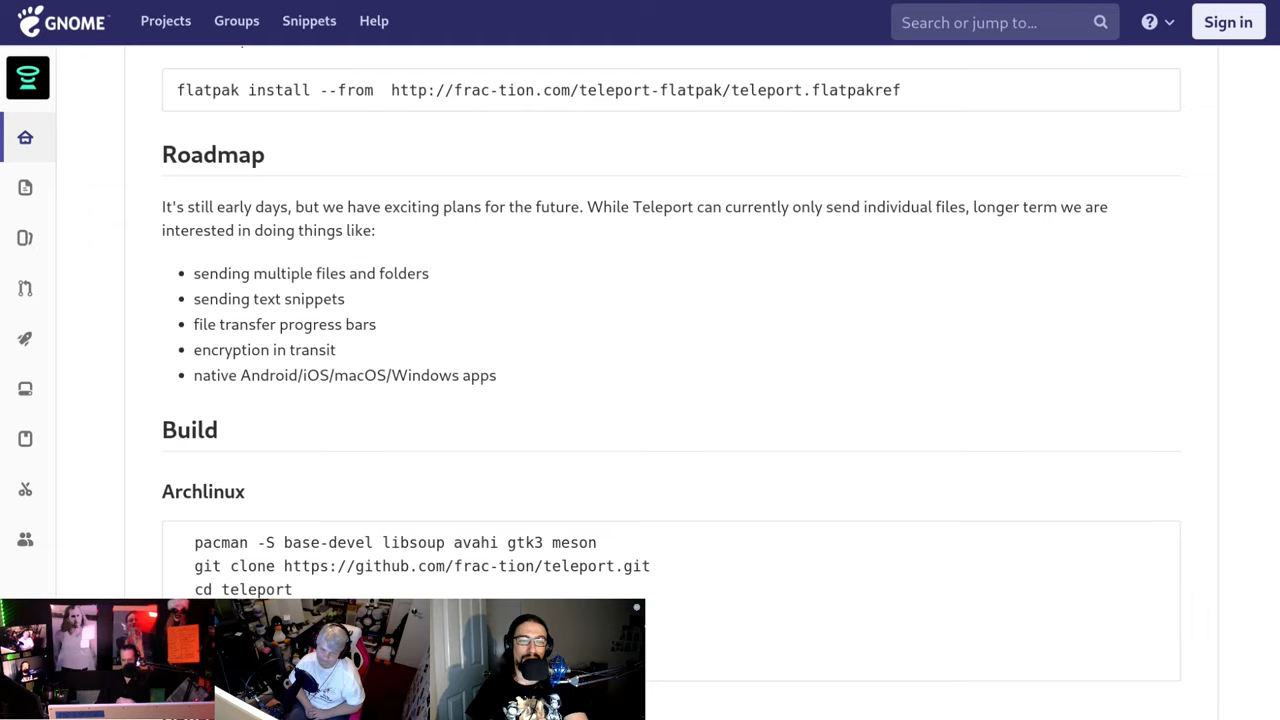 GNOME
Projects
Groups
Snippets
Help
Search or jump to...
Sign in
flatpak install --from  http://frac-tion.com/teleport-flatpak/teleport.flatpakref
Roadmap
It's still early days, but we have exciting plans for the future. While Teleport can currently only send individual files, longer term we are
interested in doing things like:
• sending multiple files and folders
• sending text snippets
• file transfer progress bars
• encryption in transit
• native Android/iOS/macOS/Windows apps
Build
Archlinux
pacman -S base-devel libsoup avahi gtk3 meson
git clone https://github.com/frac-tion/teleport.git
cd teleport